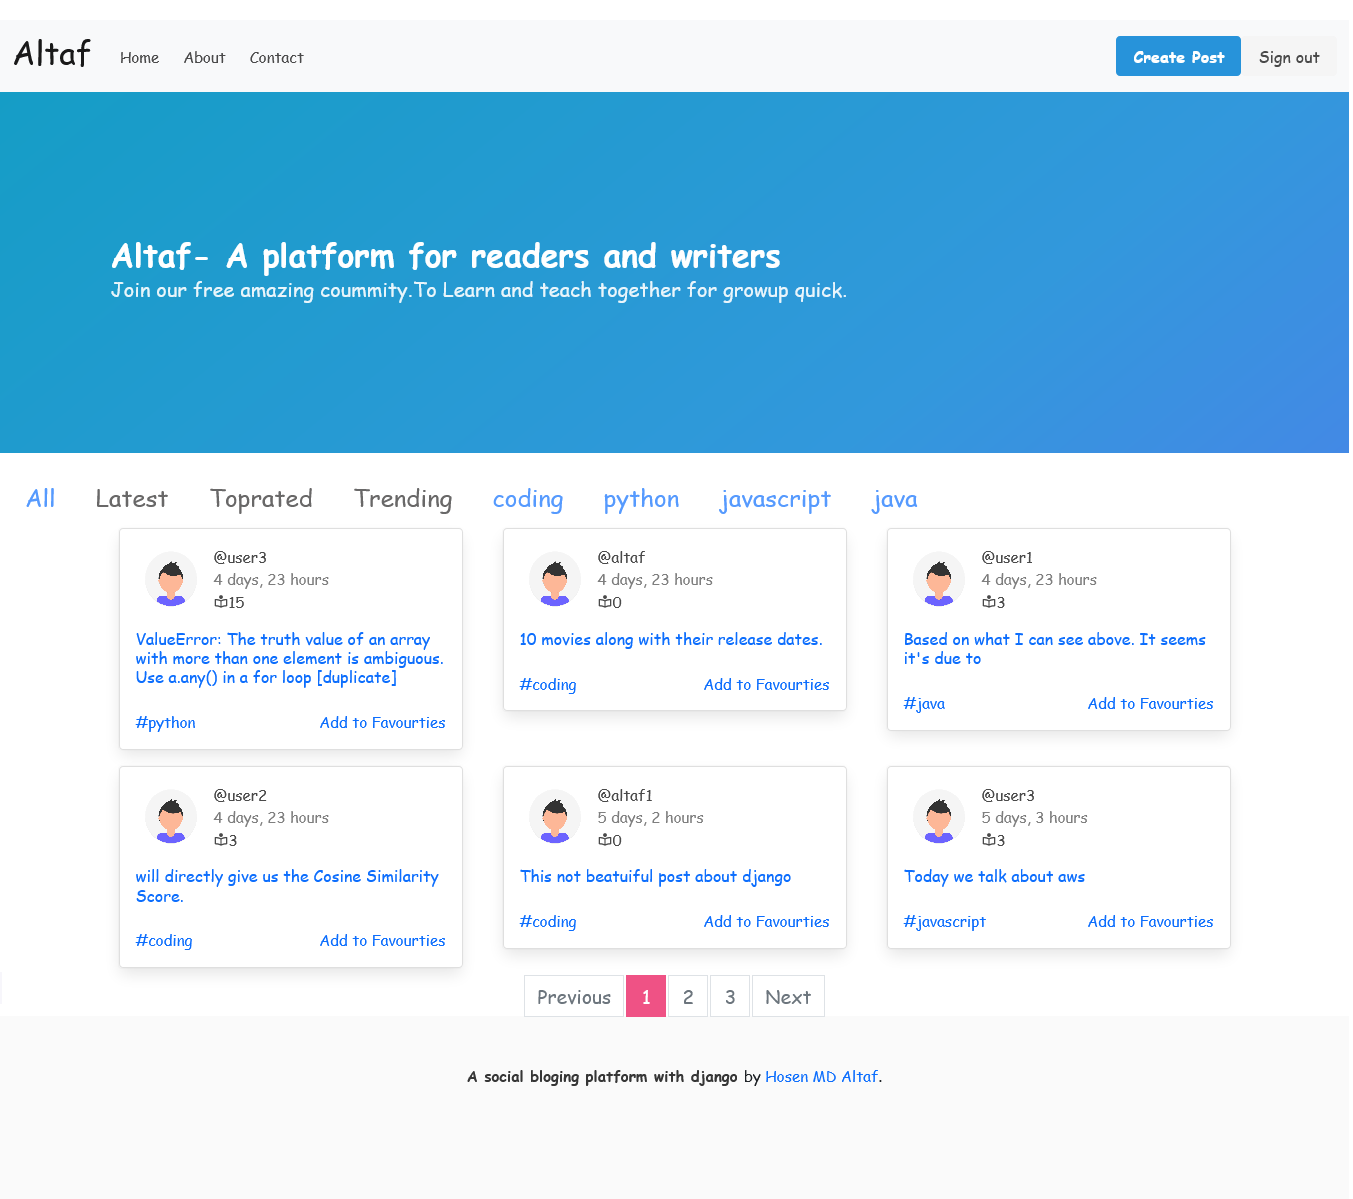 Altaf Home About Contact Create Post Sign out
Altaf- A platform for readers and writers
Join our free amazing coummity.To Learn and teach together for growup quick.
All Latest Toprated Trending coding python javascript java
@user3
4 days, 23 hours
15
ValueError: The truth value of an array
with more than one element is ambiguous.
Use a.any() in a for loop [duplicate]
#python Add to Favourties
@altaf
4 days, 23 hours
0
10 movies along with their release dates.
#coding Add to Favourties
@user1
4 days, 23 hours
3
Based on what I can see above. It seems
it's due to
#java Add to Favourties
@user2
4 days, 23 hours
3
will directly give us the Cosine Similarity
Score.
#coding Add to Favourties
@altaf1
5 days, 2 hours
0
This not beatuiful post about django
#coding Add to Favourties
@user3
5 days, 3 hours
3
Today we talk about aws
#javascript Add to Favourties
Previous 1 2 3 Next
A social bloging platform with django by Hosen MD Altaf.